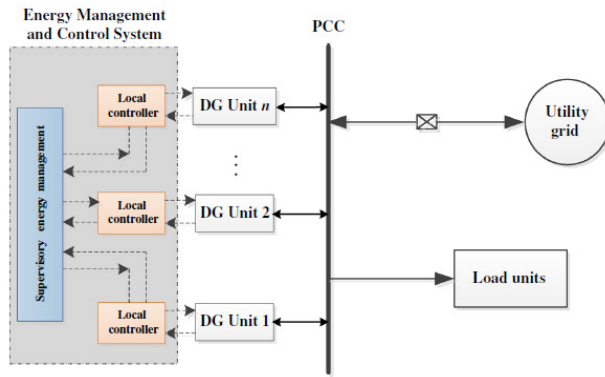 Energy Management
and Control System
PCC
Supervisory energy management
Local
controller
DG Unit n
Utility
grid
⋮
Local
controller
DG Unit 2
Load units
Local
controller
DG Unit 1